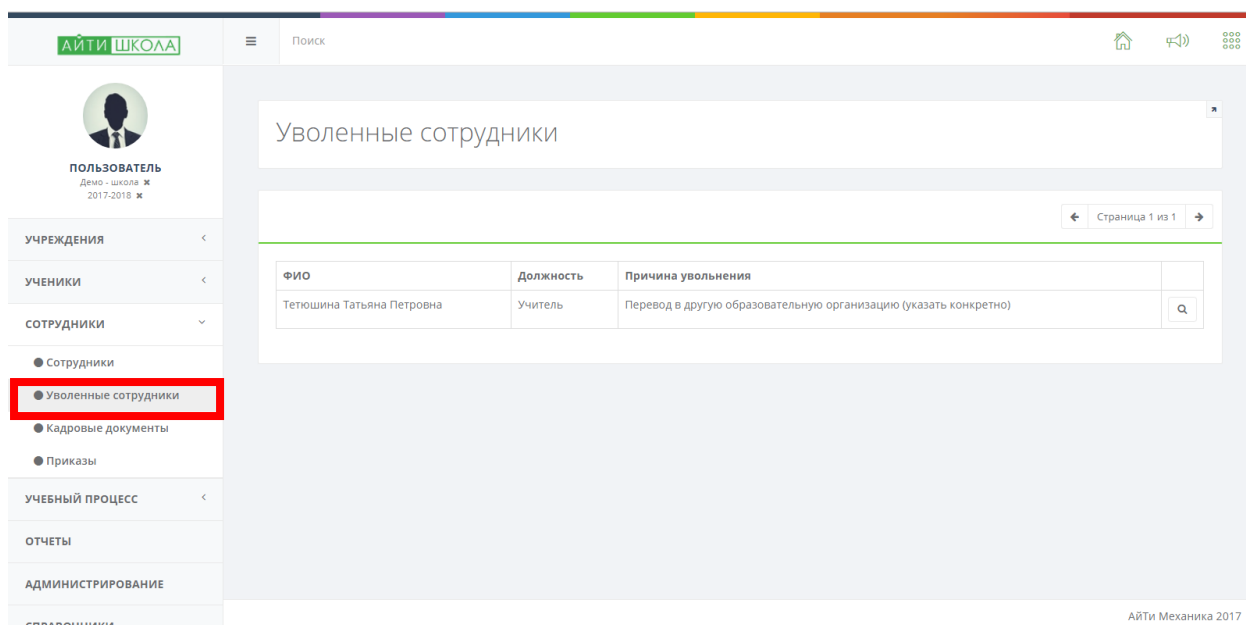 АЙТИ ШКОЛА
Поиск
ПОЛЬЗОВАТЕЛЬ
Демо - школа ✖
2017-2018 ✖
УЧРЕЖДЕНИЯ
УЧЕНИКИ
СОТРУДНИКИ
Сотрудники
Уволенные сотрудники
Кадровые документы
Приказы
УЧЕБНЫЙ ПРОЦЕСС
ОТЧЕТЫ
АДМИНИСТРИРОВАНИЕ
СПРАВОЧНИКИ
Уволенные сотрудники
Страница 1 из 1
ФИО Должность Причина увольнения
Тетюшина Татьяна Петровна Учитель Перевод в другую образовательную организацию (указать конкретно)
АйТи Механика 2017